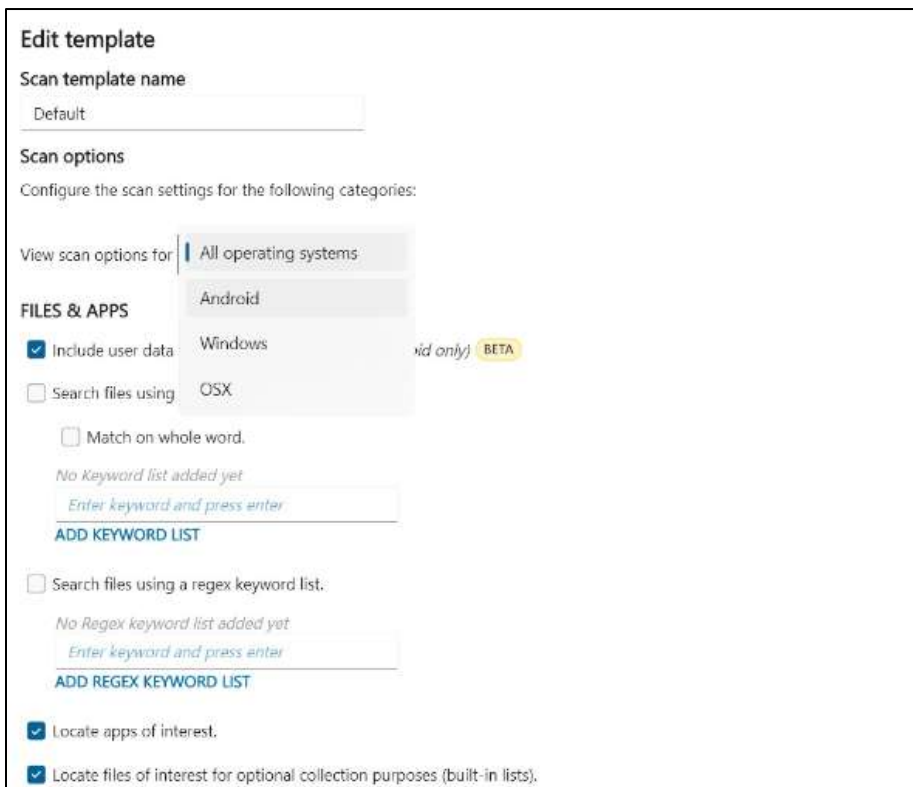 Edit template
Scan template name
Default
Scan options
Configure the scan settings for the following categories:
View scan options for All operating systems
Android
FILES & APPS
Windows
Include user data id only) BETA
OSX
Search files using
Match on whole word.
No Keyword list added yet
Enter keyword and press enter
ADD KEYWORD LIST
Search files using a regex keyword list.
No Regex keyword list added yet
Enter keyword and press enter
ADD REGEX KEYWORD LIST
Locate apps of interest.
Locate files of interest for optional collection purposes (built-in lists).